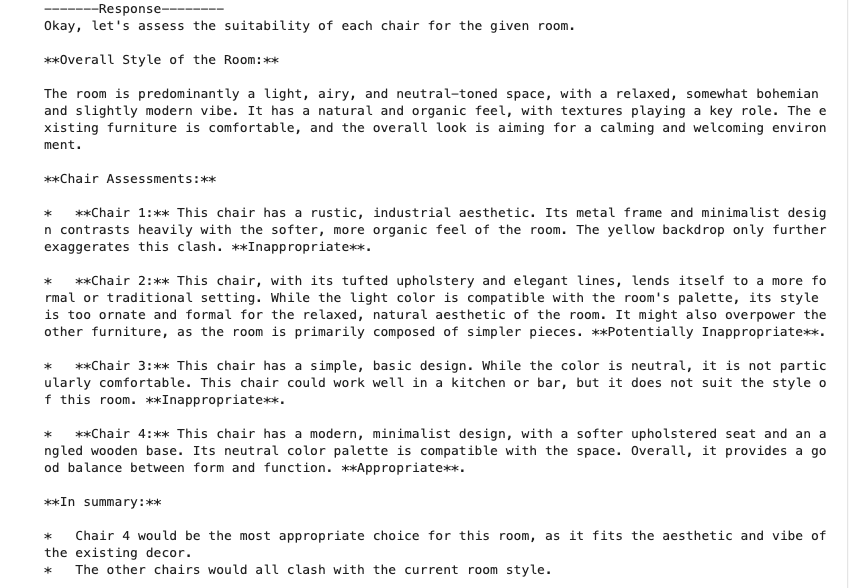 -------Response--------
Okay, let's assess the suitability of each chair for the given room.
**Overall Style of the Room:**
The room is predominantly a light, airy, and neutral-toned space, with a relaxed, somewhat bohemian
and slightly modern vibe. It has a natural and organic feel, with textures playing a key role. The e
xisting furniture is comfortable, and the overall look is aiming for a calming and welcoming environ
ment.
**Chair Assessments:**
*   **Chair 1:** This chair has a rustic, industrial aesthetic. Its metal frame and minimalist desig
n contrasts heavily with the softer, more organic feel of the room. The yellow backdrop only further
exaggerates this clash. **Inappropriate**.
*   **Chair 2:** This chair, with its tufted upholstery and elegant lines, lends itself to a more fo
rmal or traditional setting. While the light color is compatible with the room's palette, its style
is too ornate and formal for the relaxed, natural aesthetic of the room. It might also overpower the
other furniture, as the room is primarily composed of simpler pieces. **Potentially Inappropriate**.
*   **Chair 3:** This chair has a simple, basic design. While the color is neutral, it is not partic
ularly comfortable. This chair could work well in a kitchen or bar, but it does not suit the style o
f this room. **Inappropriate**.
*   **Chair 4:** This chair has a modern, minimalist design, with a softer upholstered seat and an a
ngled wooden base. Its neutral color palette is compatible with the space. Overall, it provides a go
od balance between form and function. **Appropriate**.
**In summary:**
*   Chair 4 would be the most appropriate choice for this room, as it fits the aesthetic and vibe of
the existing decor.
*   The other chairs would all clash with the current room style.